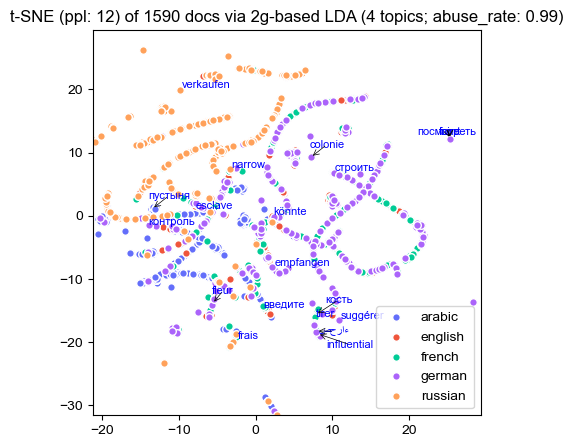 t-SNE (ppl: 12) of 1590 docs via 2g-based LDA (4 topics; abuse_rate: 0.99)
20
10
0
−10
−20
−30
−20
−10
0
10
20
verkaufen
colonie
narrow
строить
пустыня
esclave
könnte
контроль
empfangen
fleur
введите
кость
tirer
suggérer
frais
influential
arabic
english
french
german
russian